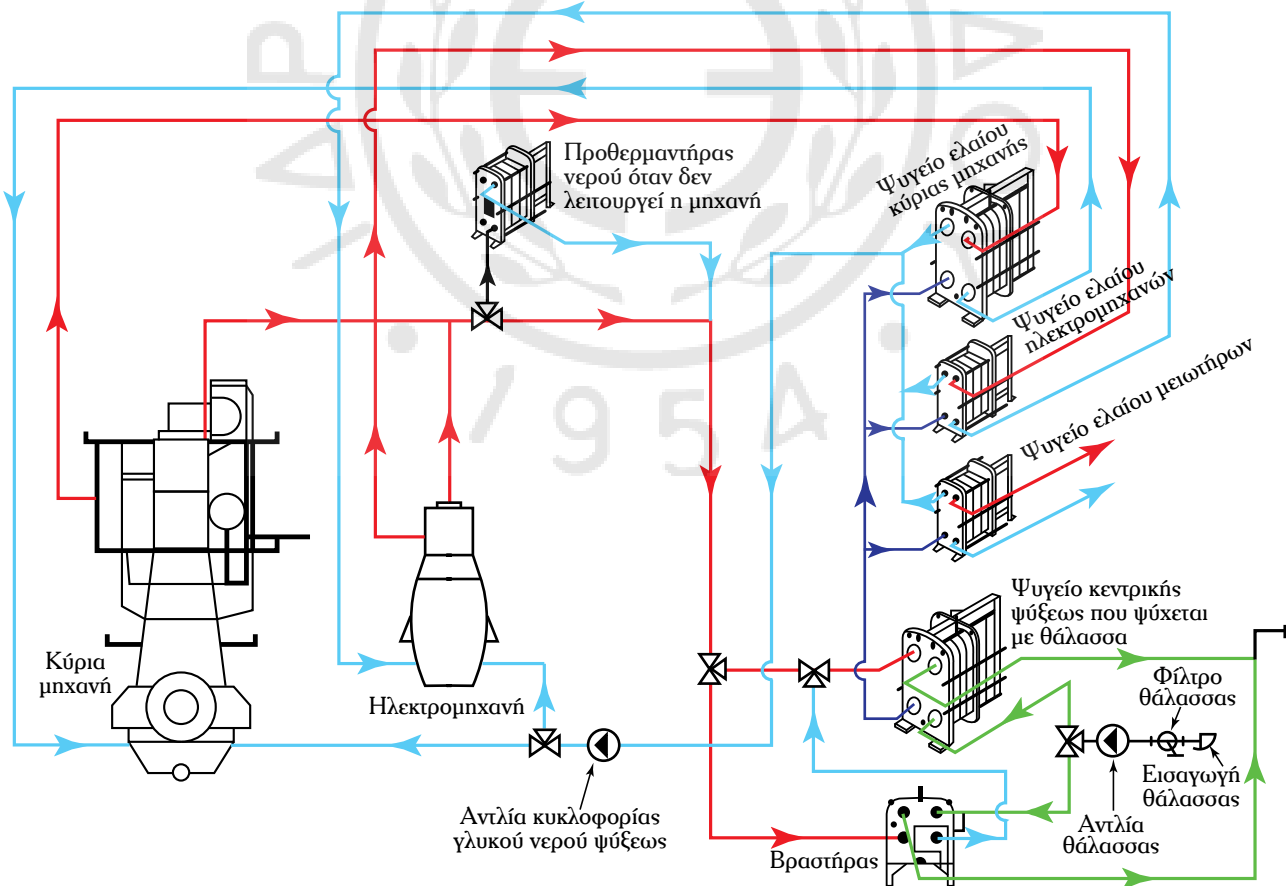 Προθερμαντήρας
νερού όταν δεν
λειτουργεί η μηχανή
Ψυγείο ελαίου
κύριας μηχανής
Ψυγείο ελαίου
ηλεκτρομηχανών
Ψυγείο ελαίου μειωτήρων
Ψυγείο κεντρικής
ψύξεως που ψύχεται
με θάλασσα
Κύρια
μηχανή
Ηλεκτρομηχανή
Φίλτρο
θάλασσας
Εισαγωγή
θάλασσας
Αντλία κυκλοφορίας
γλυκού νερού ψύξεως
Αντλία
θάλασσας
Βραστήρας
1954